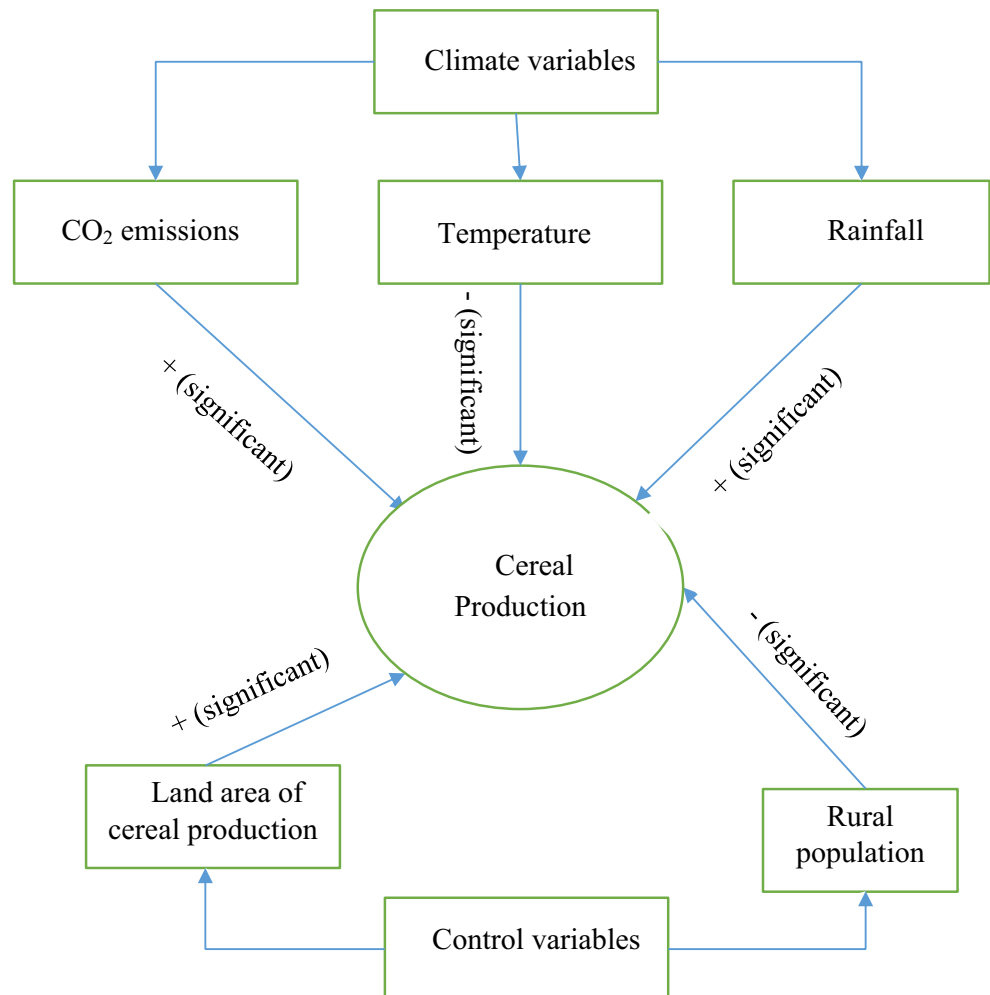 Climate variables
CO₂ emissions
Temperature
Rainfall
+ (significant)
- (significant)
+ (significant)
Cereal
Production
+ (significant)
- (significant)
Land area of
cereal production
Rural
population
Control variables